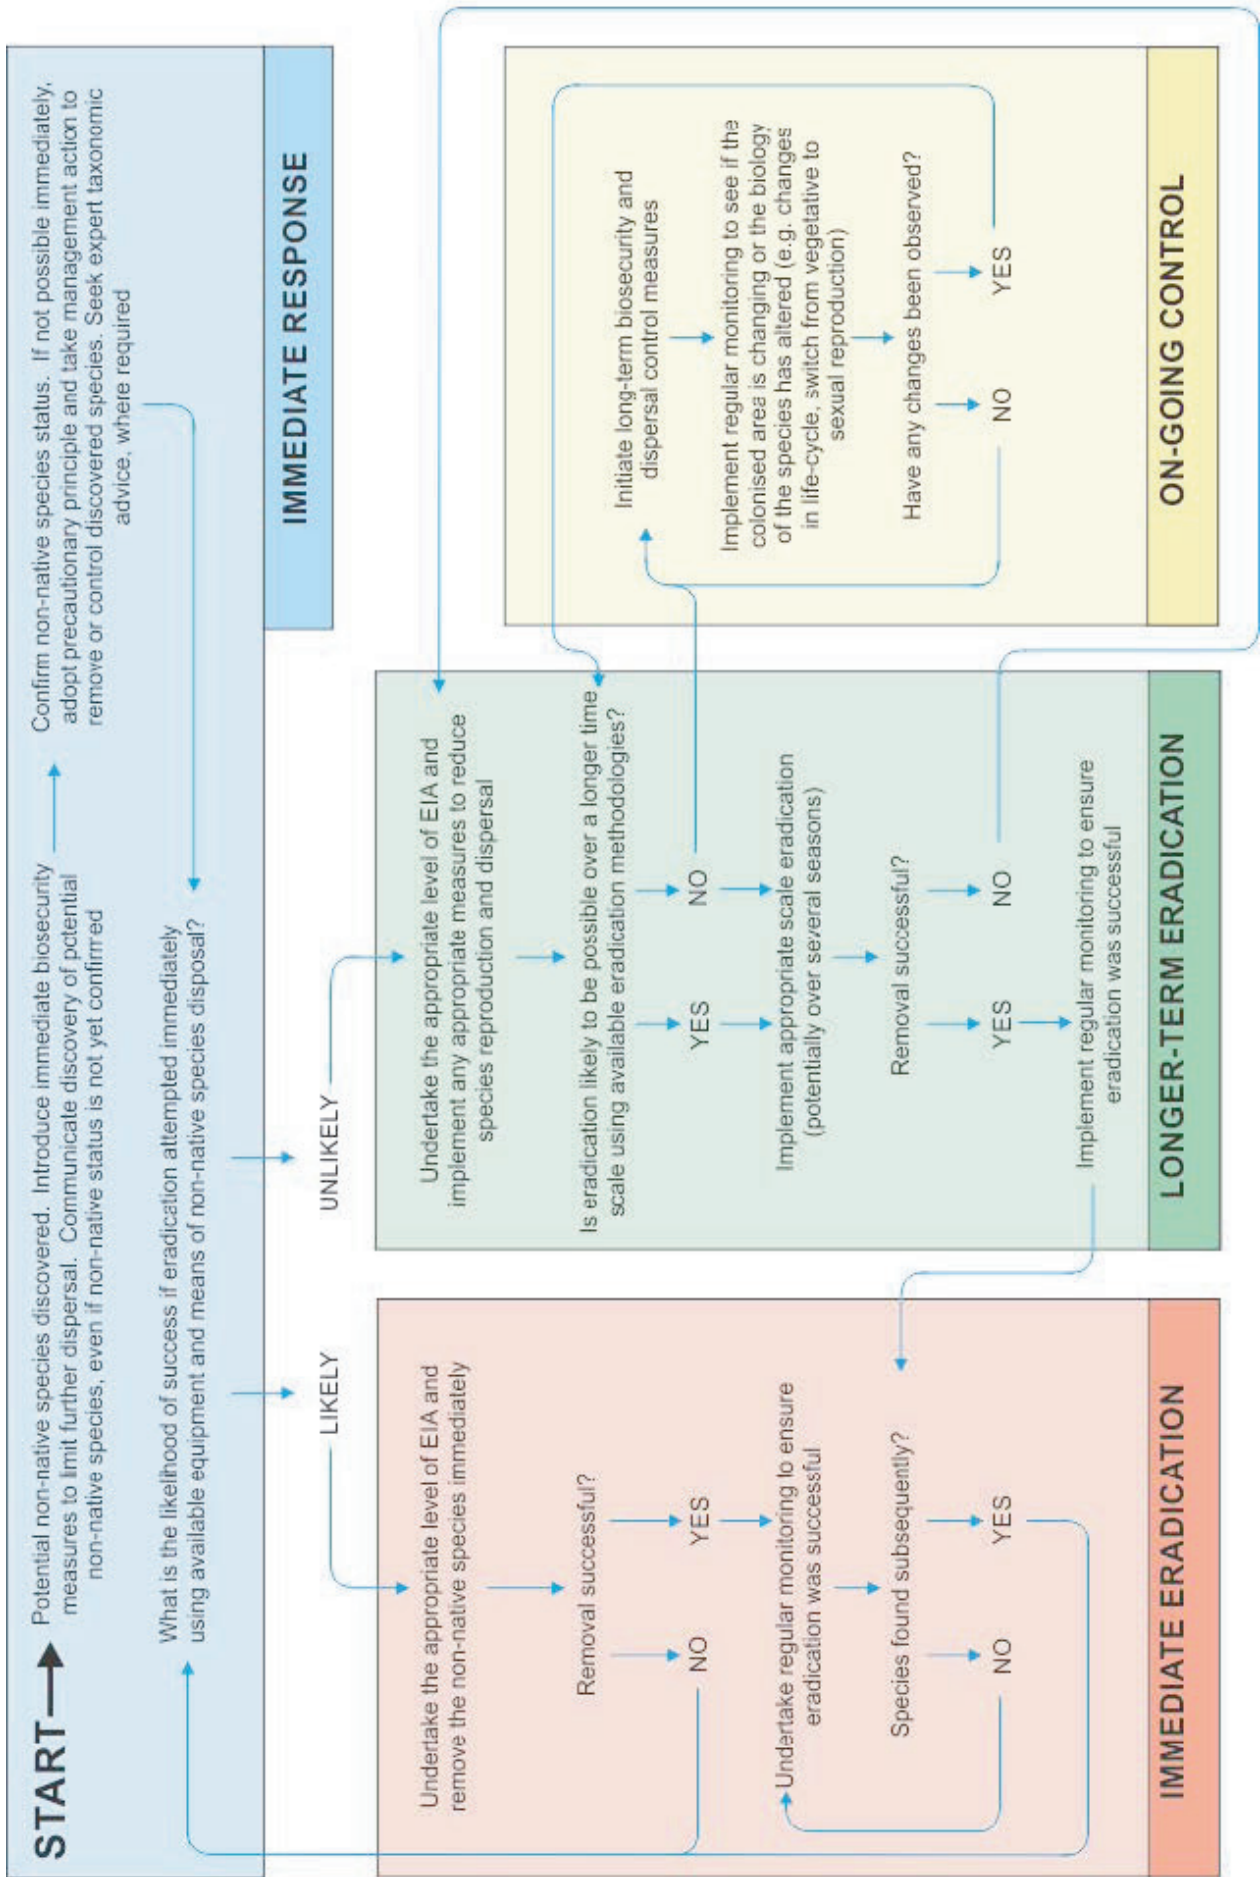 START
Potential non-native species discovered. Introduce immediate biosecurity
measures to limit further dispersal. Communicate discovery of potential
non-native species, even if non-native status is not yet confirred
Confirm non-native species status. If not possible immediately,
adopt precautionary principle and take management action to
remove or control discovered species. Seek expert taxonomic
advice, where required
What is the likelihood of success if eradication attempted immediately
using available equipment and means of non-native species disposal?
IMMEDIATE RESPONSE
LIKELY
UNLIKELY
Undertake the appropriate level of EIA and
remove the non-native species immediately
Removal successful?
NO
YES
Undertake regular monitoring to ensure
eradication was successful
Species found subsequently?
NO
YES
IMMEDIATE ERADICATION
Undertake the appropriate level of EIA and
implement any appropriate measures to reduce
species reproduction and dispersal
Is eradication likely to be possible over a longer time
scale using available eradication methodologies?
YES
NO
Implement appropriate scale eradication
(potentially over several seasons)
Removal successful?
YES
NO
Implement regular monitoring to ensure
eradication was successful
LONGER-TERM ERADICATION
Initiate long-term biosecurity and
dispersal control measures
Implement regular monitoring to see if the
colonised area is changing or the biology
of the species has altered (e.g. changes
in life-cycle, switch from vegetative to
sexual reproduction)
Have any changes been observed?
NO
YES
ON-GOING CONTROL